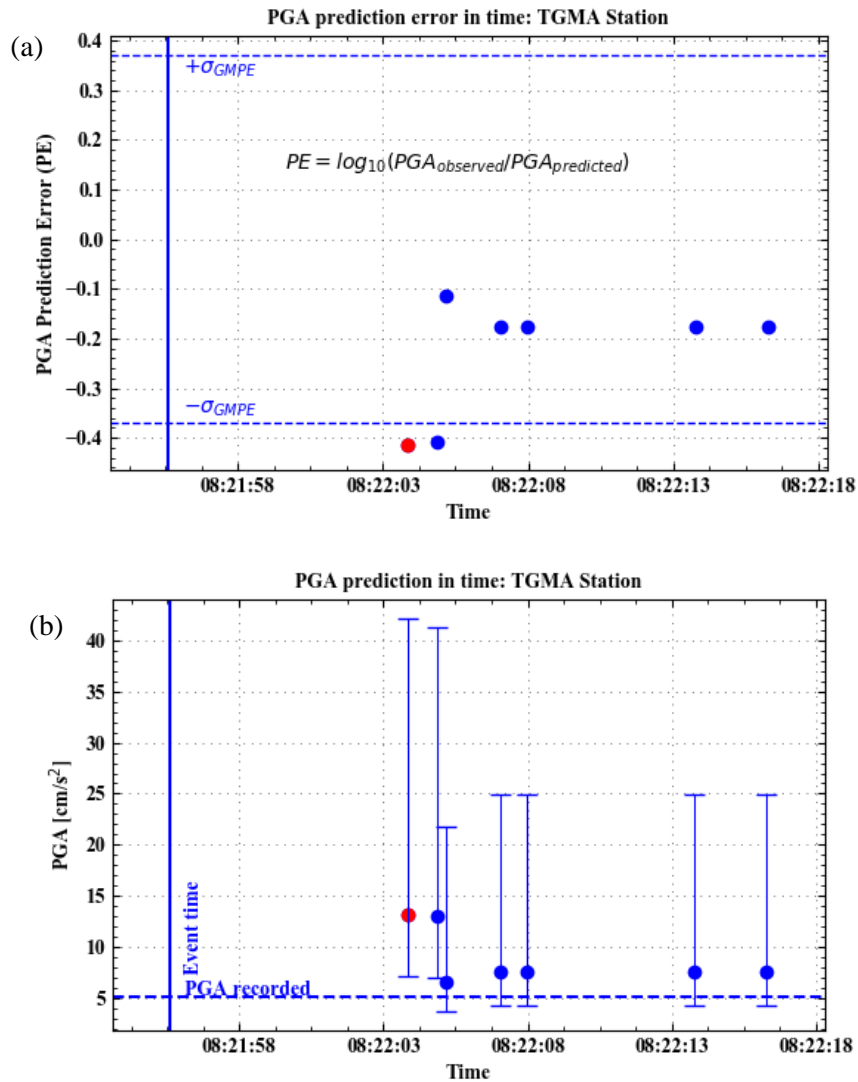 PGA prediction error in time: TGMA Station
(a)
0.4
0.3
0.2
0.1
0.0
−0.1
−0.2
−0.3
−0.4
PGA Prediction Error (PE)
+σGMPE
PE = log10(PGAobserved/PGApredicted)
−σGMPE
08:21:58 08:22:03 08:22:08 08:22:13 08:22:18
Time
PGA prediction in time: TGMA Station
(b)
40
35
30
25
20
15
10
5
PGA [cm/s²]
Event time
PGA recorded
08:21:58 08:22:03 08:22:08 08:22:13 08:22:18
Time